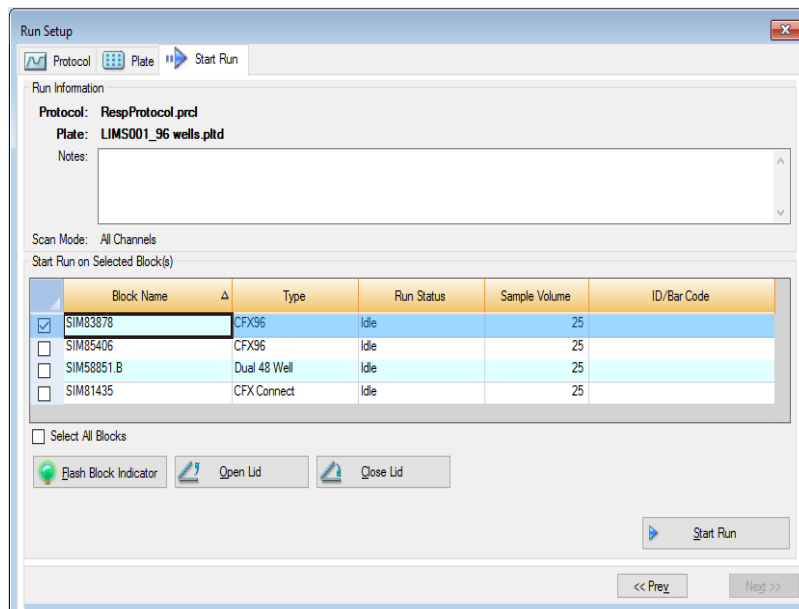 Run Setup
Protocol Plate Start Run
Run Information
Protocol: RespProtocol.prcl
Plate: LIMS001_96 wells.pltd
Notes:
Scan Mode: All Channels
Start Run on Selected Block(s)
Block Name Type Run Status Sample Volume ID/Bar Code
SIM83878 CFX96 Idle 25
SIM85406 CFX96 Idle 25
SIM58851.B Dual 48 Well Idle 25
SIM81435 CFX Connect Idle 25
Select All Blocks
Flash Block Indicator Open Lid Close Lid
Start Run
<< Prev Next >>